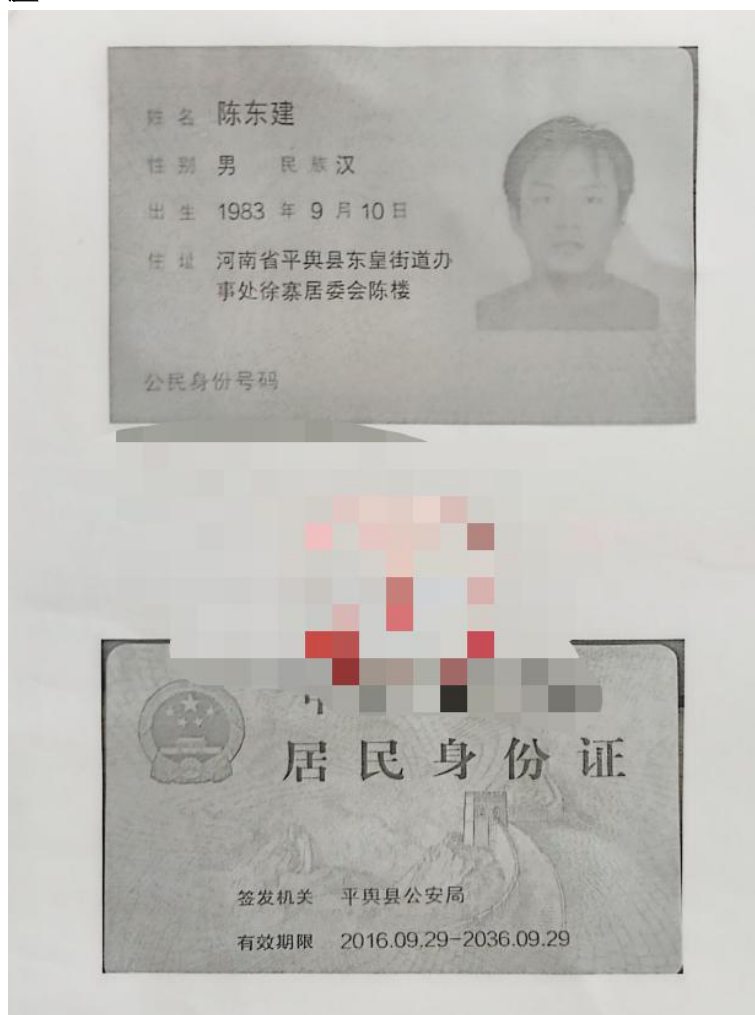 姓名 陈东建
性别 男 民族 汉
出生 1983 年 9 月 10 日
住址 河南省平舆县东皇街道办
事处徐寨居委会陈楼
公民身份号码
居民身份证
签发机关 平舆县公安局
有效期限 2016.09.29-2036.09.29